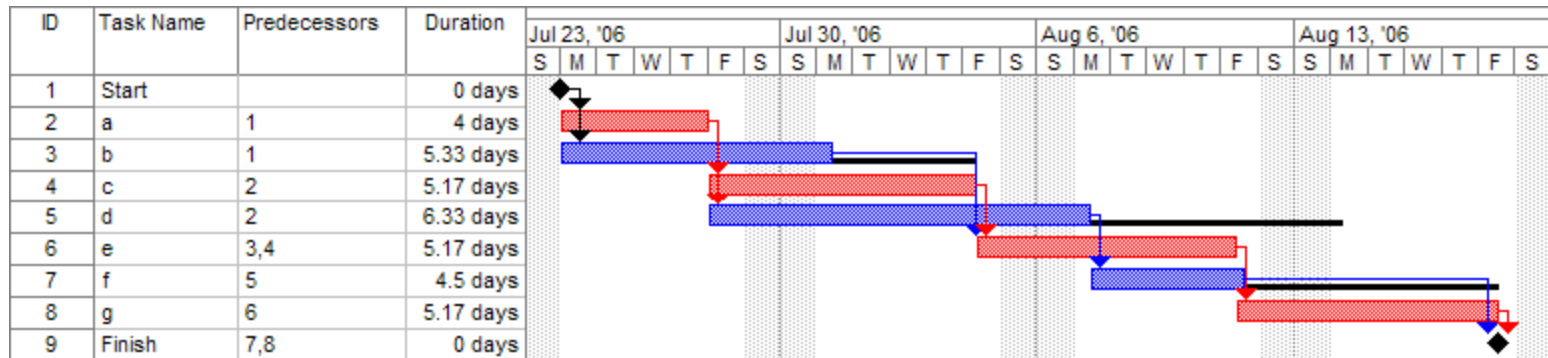 ID Task Name Predecessors Duration Jul 23, '06 Jul 30, '06 Aug 6, '06 Aug 13, '06
S M T W T F S S M T W T F S S M T W T F S S M T W T F S
1 Start 0 days
2 a 1 4 days
3 b 1 5.33 days
4 c 2 5.17 days
5 d 2 6.33 days
6 e 3,4 5.17 days
7 f 5 4.5 days
8 g 6 5.17 days
9 Finish 7,8 0 days